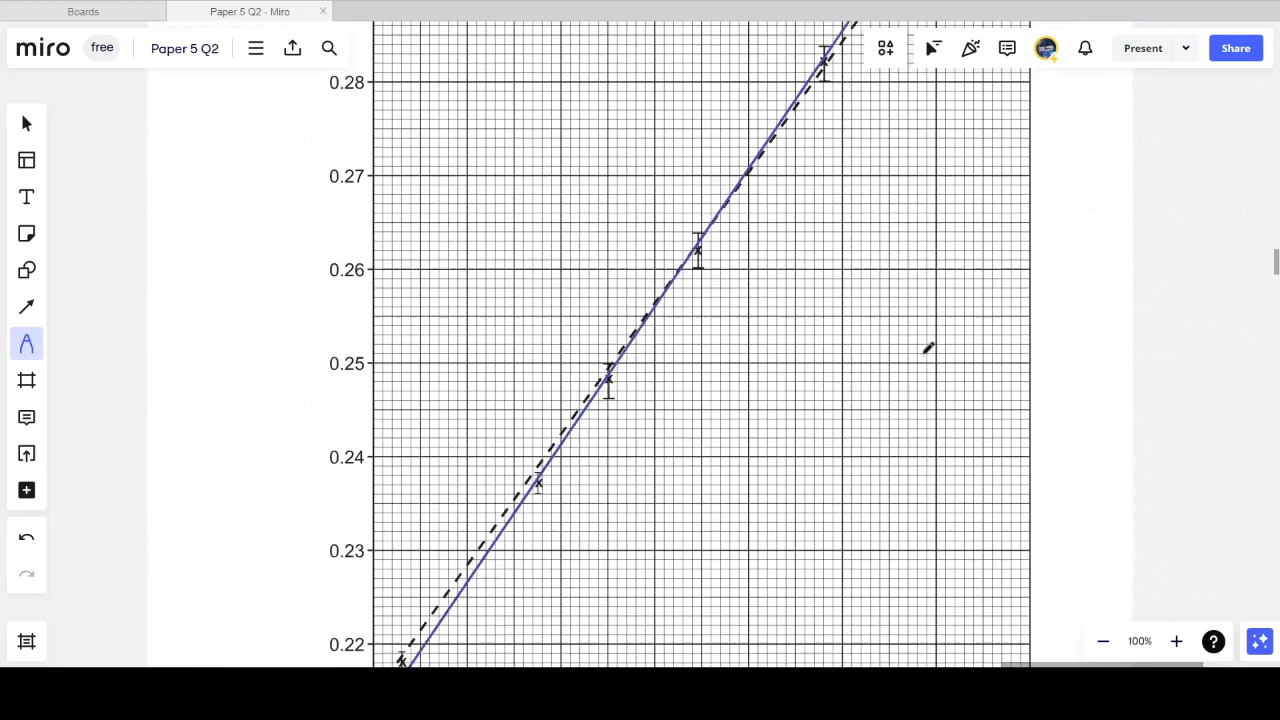 Boards
Paper 5 Q2 - Miro
miro
free
Paper 5 Q2
Present
Share
0.28
0.27
0.26
0.25
0.24
0.23
0.22
100%